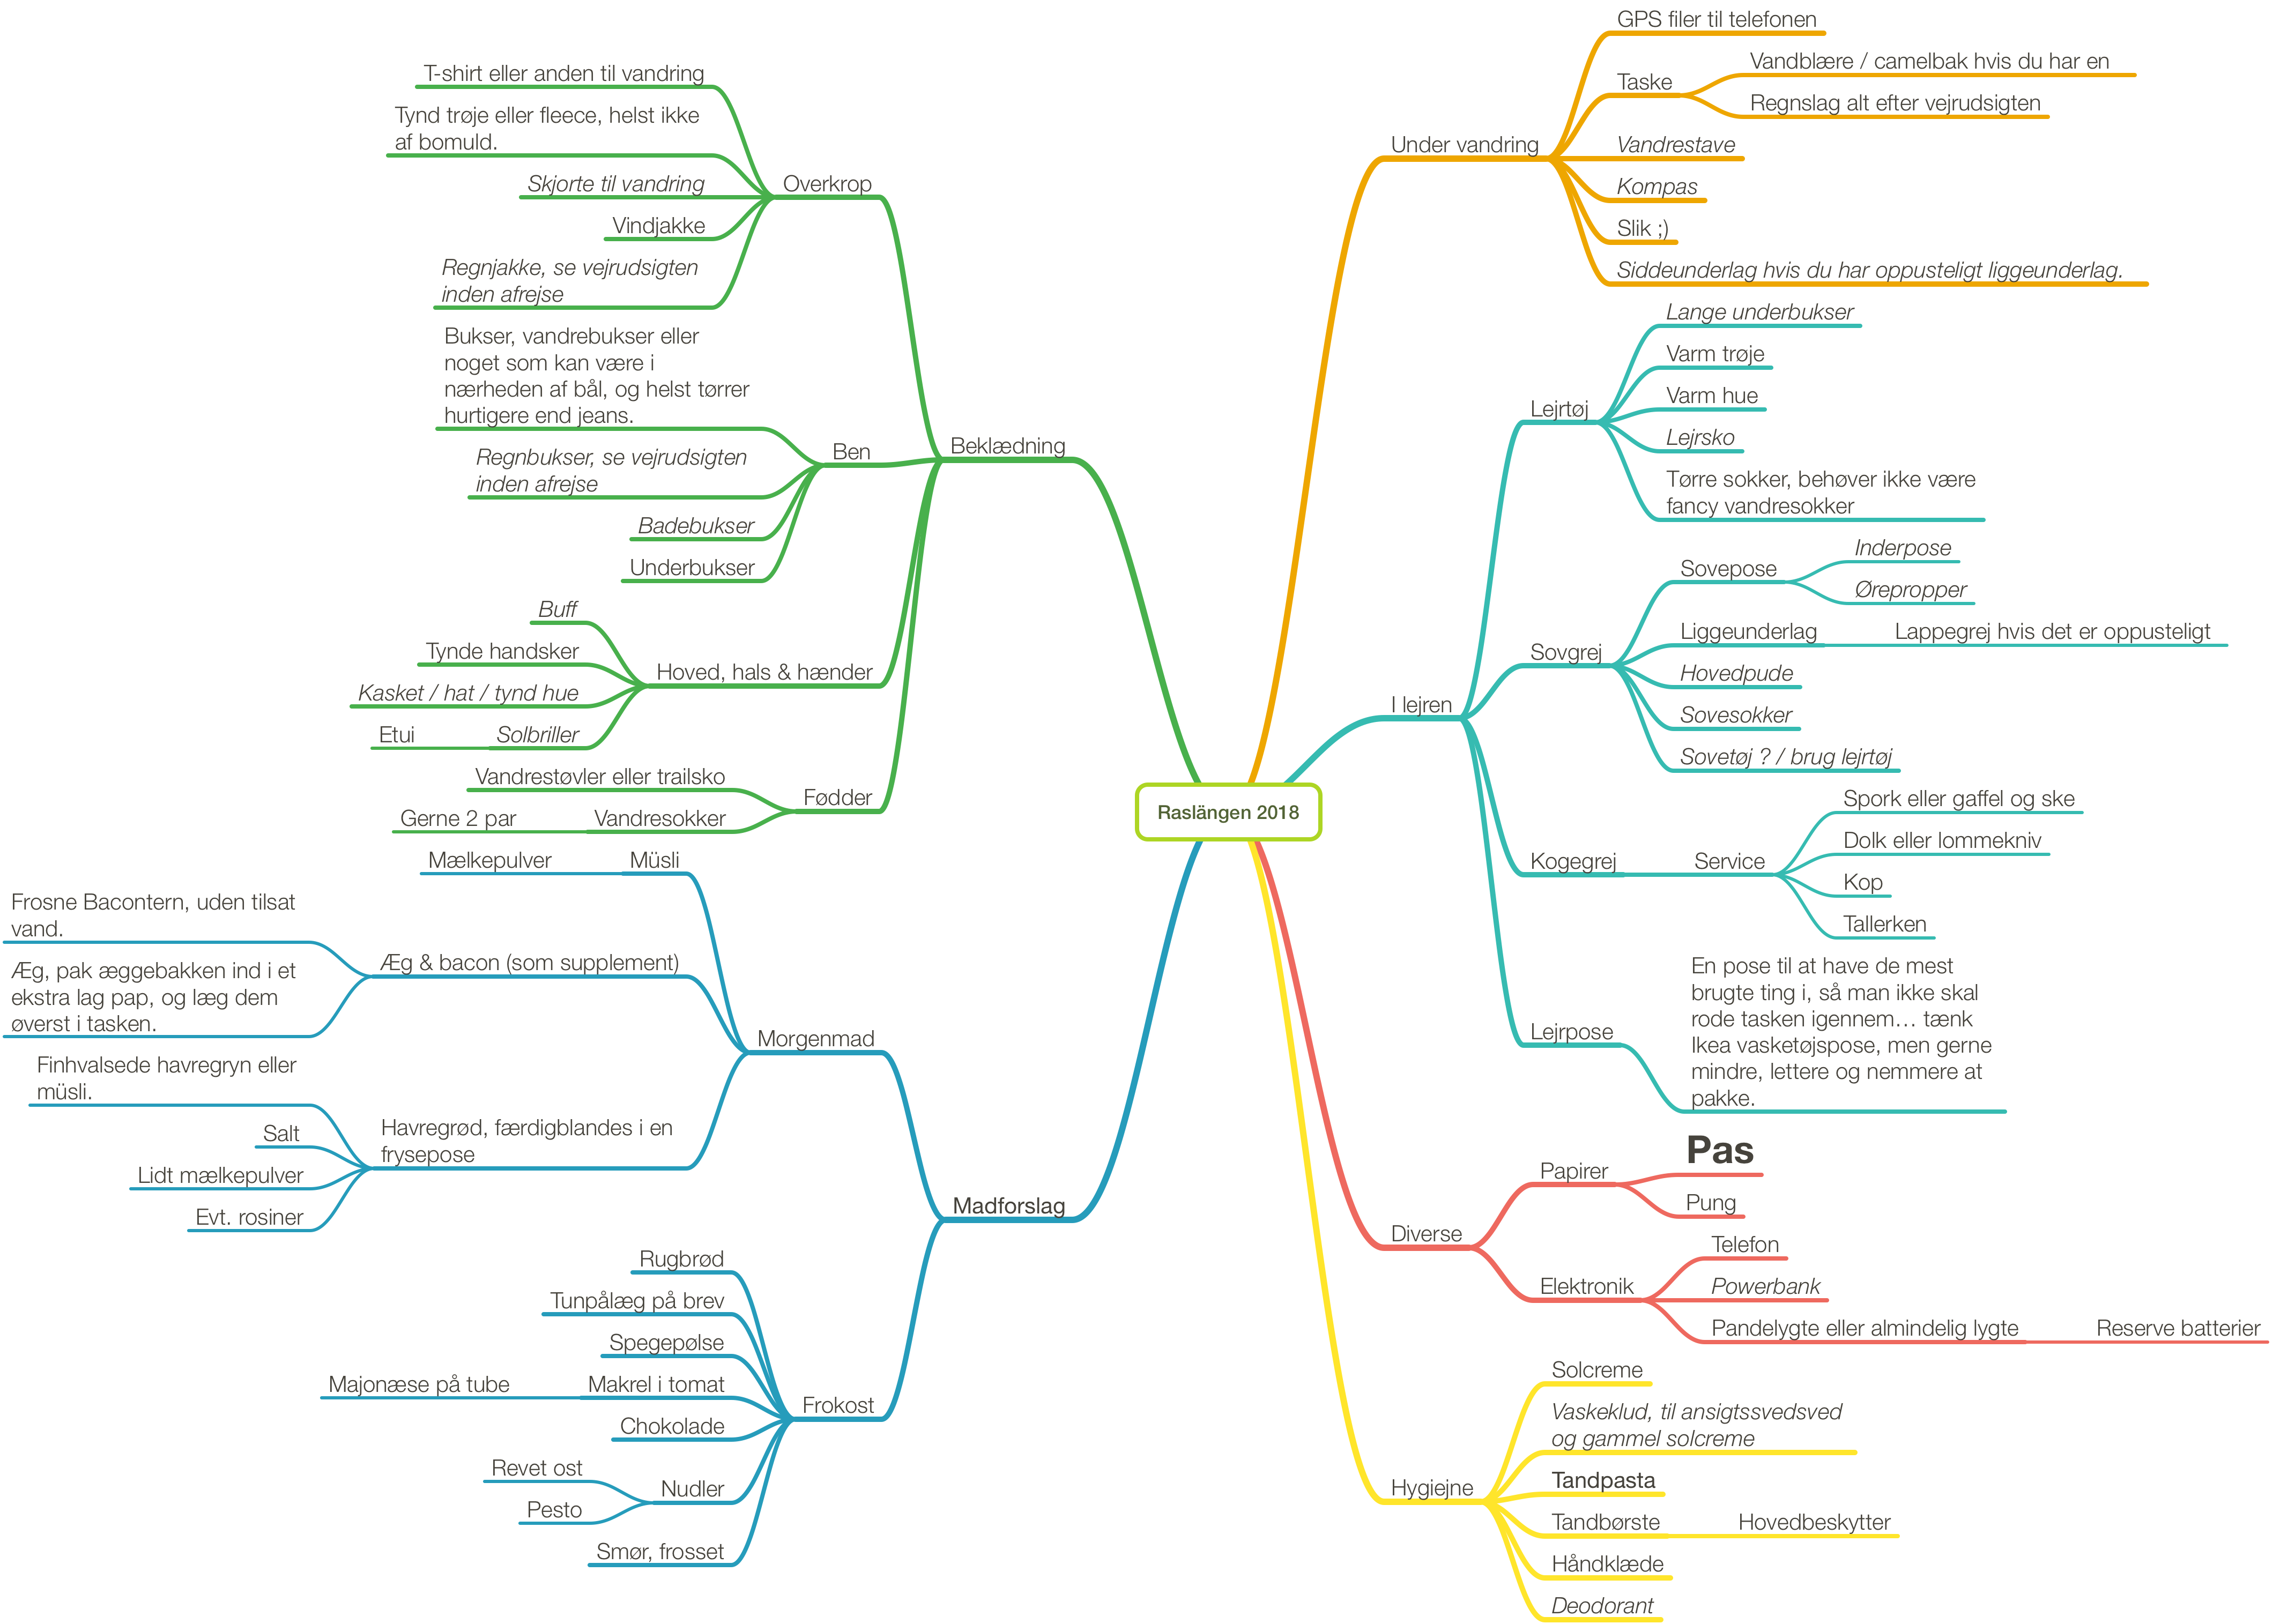 Raslängen 2018
Under vandring
GPS filer til telefonen
Taske
Vandblære / camelbak hvis du har en
Regnslag alt efter vejrudsigten
Vandrestave
Kompas
Slik ;)
Siddeunderlag hvis du har oppusteligt liggeunderlag.
I lejren
Lejrtøj
Lange underbukser
Varm trøje
Varm hue
Lejrsko
Tørre sokker, behøver ikke være
fancy vandresokker
Sovgrej
Sovepose
Inderpose
Ørepropper
Liggeunderlag
Lappegrej hvis det er oppusteligt
Hovedpude
Sovesokker
Sovetøj ? / brug lejrtøj
Kogegrej
Service
Spork eller gaffel og ske
Dolk eller lommekniv
Kop
Tallerken
Lejrpose
En pose til at have de mest
brugte ting i, så man ikke skal
rode tasken igennem… tænk
Ikea vasketøjspose, men gerne
mindre, lettere og nemmere at
pakke.
Diverse
Papirer
Pas
Pung
Elektronik
Telefon
Powerbank
Pandelygte eller almindelig lygte
Reserve batterier
Hygiejne
Solcreme
Vaskeklud, til ansigtssvedsved
og gammel solcreme
Tandpasta
Tandbørste
Hovedbeskytter
Håndklæde
Deodorant
Beklædning
Overkrop
T-shirt eller anden til vandring
Tynd trøje eller fleece, helst ikke
af bomuld.
Skjorte til vandring
Vindjakke
Regnjakke, se vejrudsigten
inden afrejse
Ben
Bukser, vandrebukser eller
noget som kan være i
nærheden af bål, og helst tørrer
hurtigere end jeans.
Regnbukser, se vejrudsigten
inden afrejse
Badebukser
Underbukser
Hoved, hals & hænder
Buff
Tynde handsker
Kasket / hat / tynd hue
Solbriller
Etui
Fødder
Vandrestøvler eller trailsko
Vandresokker
Gerne 2 par
Madforslag
Morgenmad
Müsli
Mælkepulver
Æg & bacon (som supplement)
Frosne Bacontern, uden tilsat
vand.
Æg, pak æggebakken ind i et
ekstra lag pap, og læg dem
øverst i tasken.
Havregrød, færdigblandes i en
frysepose
Finhvalsede havregryn eller
müsli.
Salt
Lidt mælkepulver
Evt. rosiner
Frokost
Rugbrød
Tunpålæg på brev
Spegepølse
Makrel i tomat
Majonæse på tube
Chokolade
Nudler
Revet ost
Pesto
Smør, frosset